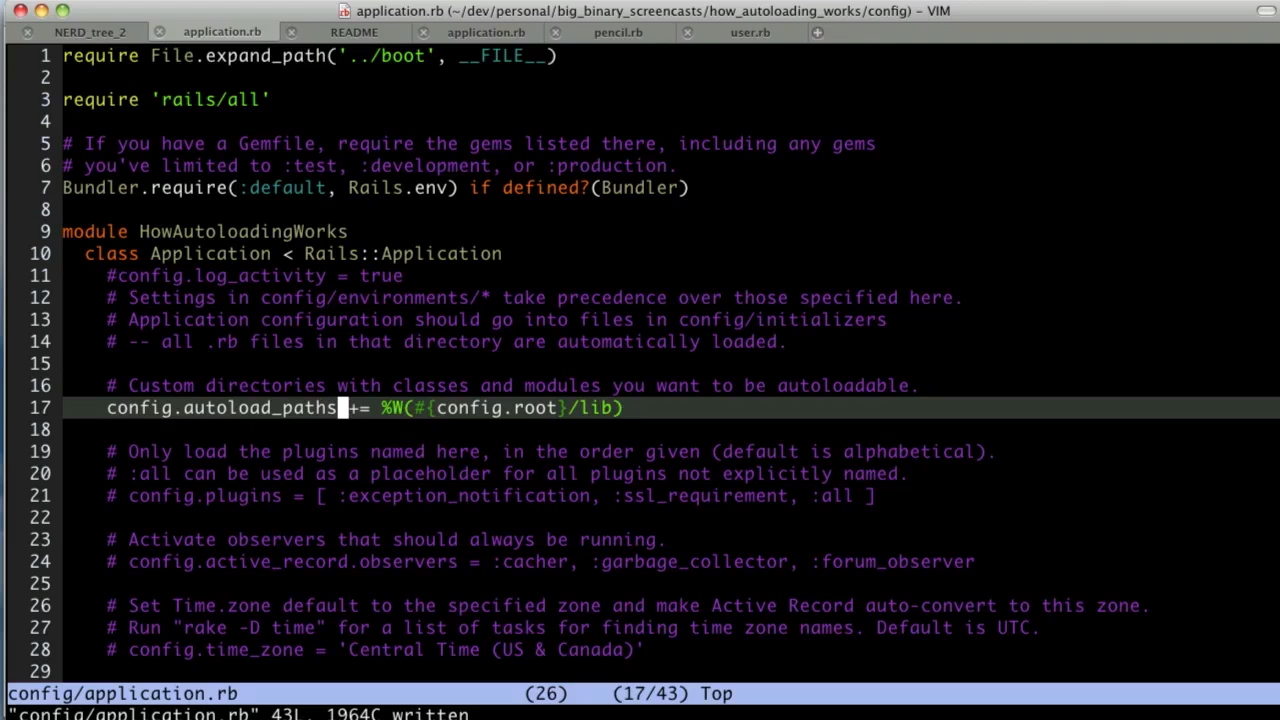 application.rb (~/dev/personal/big_binary_screencasts/how_autoloading_works/config) – VIM
NERD_tree_2 application.rb README application.rb pencil.rb user.rb
1 require File.expand_path('../boot', __FILE__)
2
3 require 'rails/all'
4
5 # If you have a Gemfile, require the gems listed there, including any gems
6 # you've limited to :test, :development, or :production.
7 Bundler.require(:default, Rails.env) if defined?(Bundler)
8
9 module HowAutoloadingWorks
10 class Application < Rails::Application
11 #config.log_activity = true
12 # Settings in config/environments/* take precedence over those specified here.
13 # Application configuration should go into files in config/initializers
14 # -- all .rb files in that directory are automatically loaded.
15
16 # Custom directories with classes and modules you want to be autoloadable.
17 config.autoload_paths += %W(#{config.root}/lib)
18
19 # Only load the plugins named here, in the order given (default is alphabetical).
20 # :all can be used as a placeholder for all plugins not explicitly named.
21 # config.plugins = [ :exception_notification, :ssl_requirement, :all ]
22
23 # Activate observers that should always be running.
24 # config.active_record.observers = :cacher, :garbage_collector, :forum_observer
25
26 # Set Time.zone default to the specified zone and make Active Record auto-convert to this zone.
27 # Run "rake -D time" for a list of tasks for finding time zone names. Default is UTC.
28 # config.time_zone = 'Central Time (US & Canada)'
29
config/application.rb (26) (17/43) Top
"config/application.rb" 43L, 1964C written